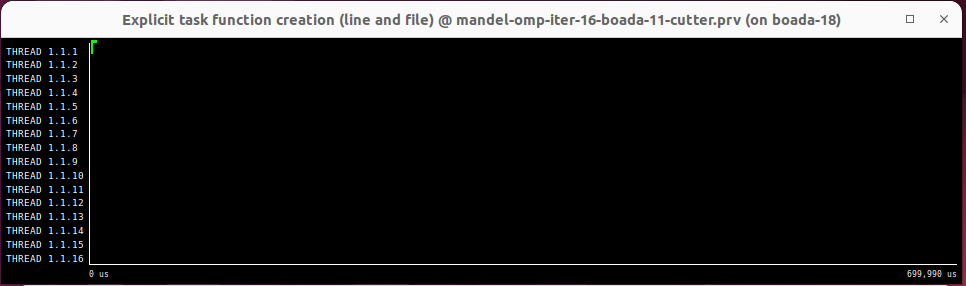 Explicit task function creation (line and file) @ mandel-omp-iter-16-boada-11-cutter.prv (on boada-18)
THREAD 1.1.1
THREAD 1.1.2
THREAD 1.1.3
THREAD 1.1.4
THREAD 1.1.5
THREAD 1.1.6
THREAD 1.1.7
THREAD 1.1.8
THREAD 1.1.9
THREAD 1.1.10
THREAD 1.1.11
THREAD 1.1.12
THREAD 1.1.13
THREAD 1.1.14
THREAD 1.1.15
THREAD 1.1.16
0 us 699,990 us